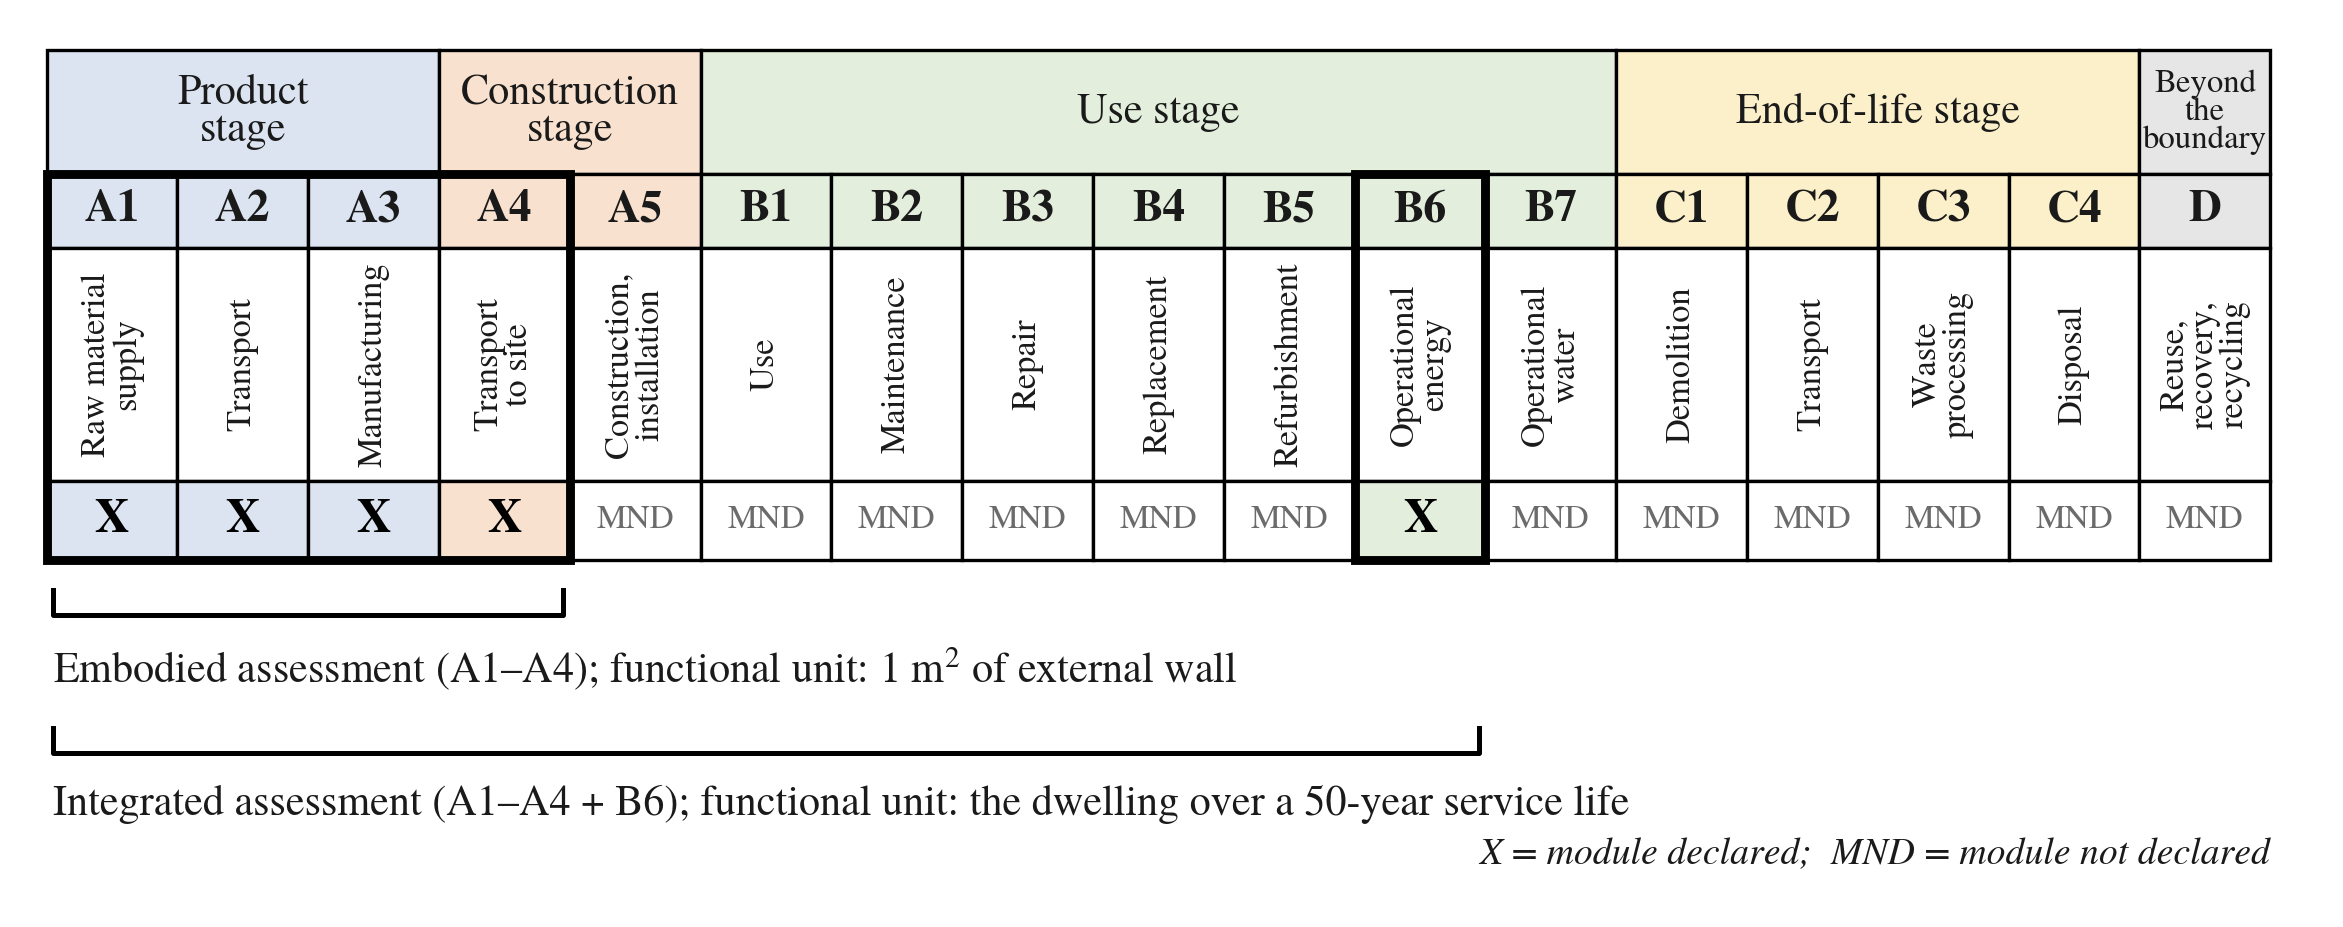 Product
stage
Construction
stage
Use stage
End-of-life stage
Beyond
the
boundary
A1 A2 A3 A4 A5 B1 B2 B3 B4 B5 B6 B7 C1 C2 C3 C4 D
Raw material
supply
Transport
Manufacturing
Transport
to site
Construction,
installation
Use
Maintenance
Repair
Replacement
Refurbishment
Operational
energy
Operational
water
Demolition
Transport
Waste
processing
Disposal
Reuse,
recovery,
recycling
X X X X MND MND MND MND MND MND X MND MND MND MND MND MND
Embodied assessment (A1–A4); functional unit: 1 m² of external wall
Integrated assessment (A1–A4 + B6); functional unit: the dwelling over a 50-year service life
X = module declared; MND = module not declared